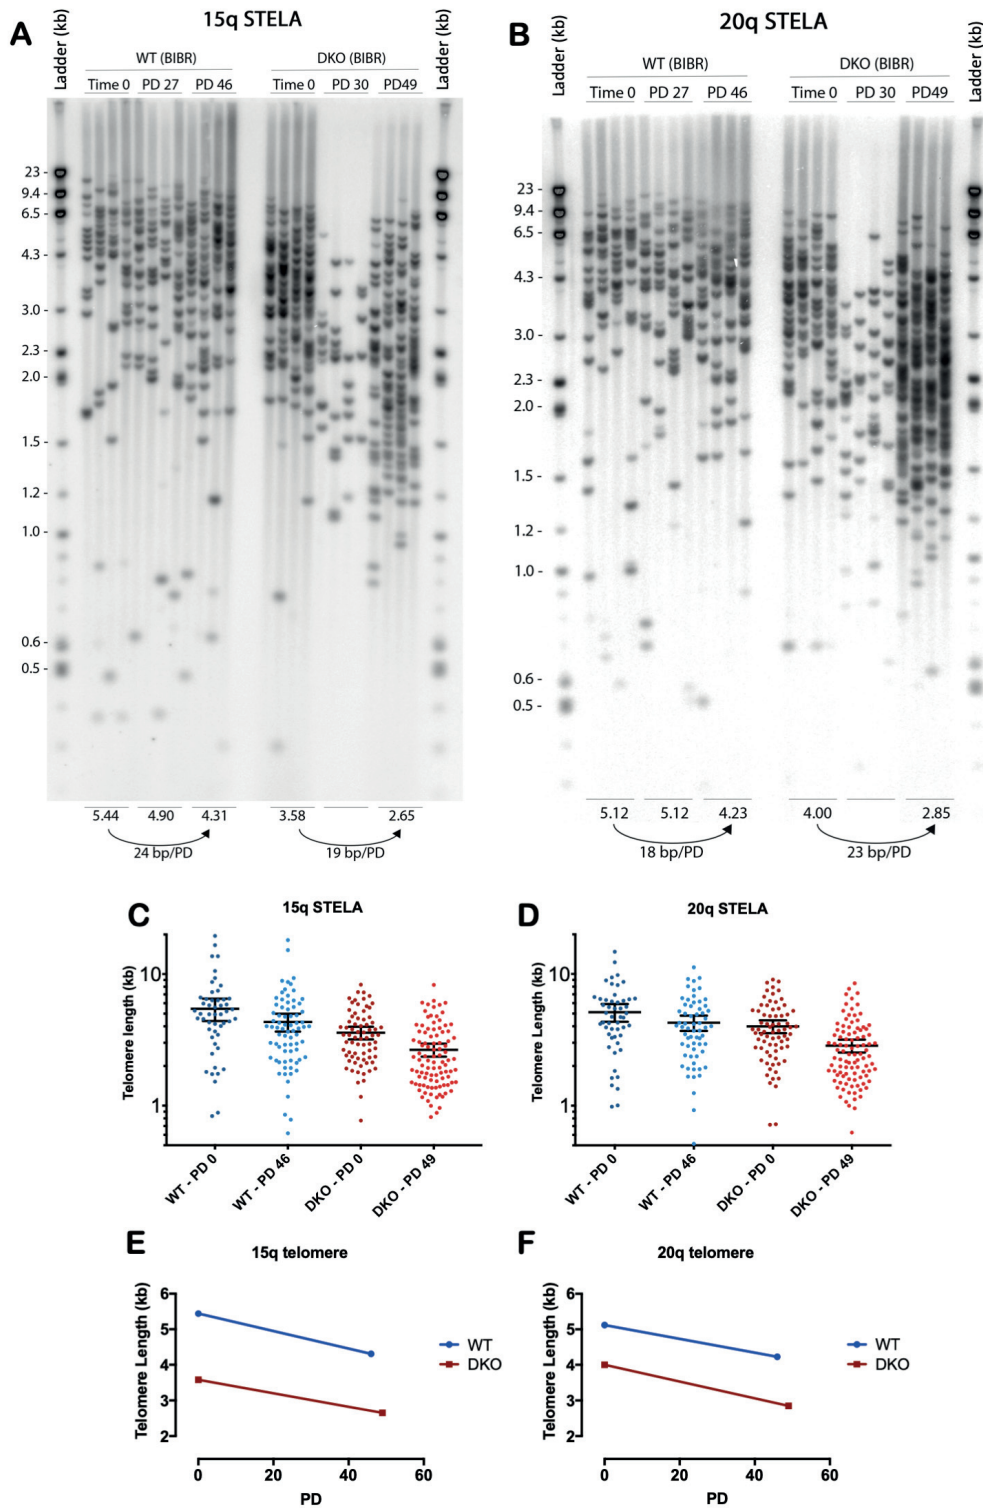 A
15q STELA
Ladder (kb)
WT (BIBR)
DKO (BIBR)
Ladder (kb)
Time 0 PD 27 PD 46
Time 0 PD 30 PD49
23 -
9.4 -
6.5 -
4.3 -
3.0 -
2.3 -
2.0 -
1.5 -
1.2 -
1.0 -
0.6 -
0.5 -
5.44 4.90 4.31
3.58 2.65
24 bp/PD
19 bp/PD
B
20q STELA
Ladder (kb)
WT (BIBR)
DKO (BIBR)
Ladder (kb)
Time 0 PD 27 PD 46
Time 0 PD 30 PD49
23 -
9.4 -
6.5 -
4.3 -
3.0 -
2.3 -
2.0 -
1.5 -
1.2 -
1.0 -
0.6 -
0.5 -
5.12 5.12 4.23
4.00 2.85
18 bp/PD
23 bp/PD
C
15q STELA
Telomere length (kb)
10
1
WT - PD 0
WT - PD 46
DKO - PD 0
DKO - PD 49
D
20q STELA
Telomere length (kb)
10
1
WT - PD 0
WT - PD 46
DKO - PD 0
DKO - PD 49
E
15q telomere
Telomere Length (kb)
6
5
4
3
2
0 20 40 60
PD
WT
DKO
F
20q telomere
Telomere Length (kb)
6
5
4
3
2
0 20 40 60
PD
WT
DKO